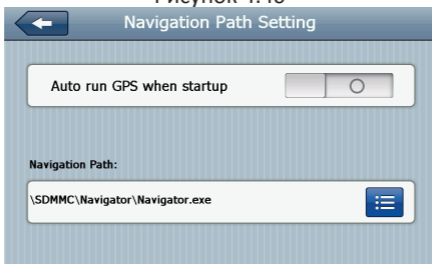 Navigation Path Setting
Auto run GPS when startup
Navigation Path:
\SDMMC\Navigator\Navigator.exe